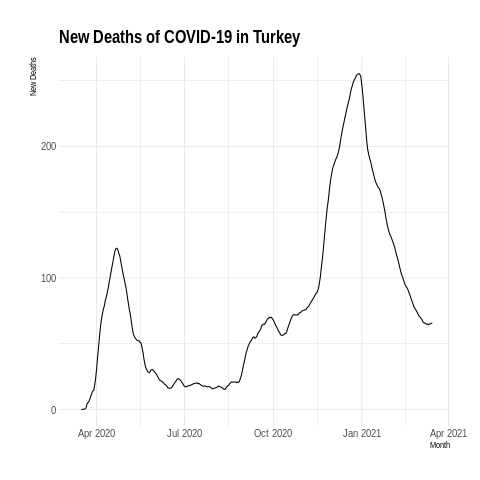 New Deaths of COVID-19 in Turkey
New Deaths
200
100
0
Apr 2020
Jul 2020
Oct 2020
Jan 2021
Apr 2021
Month